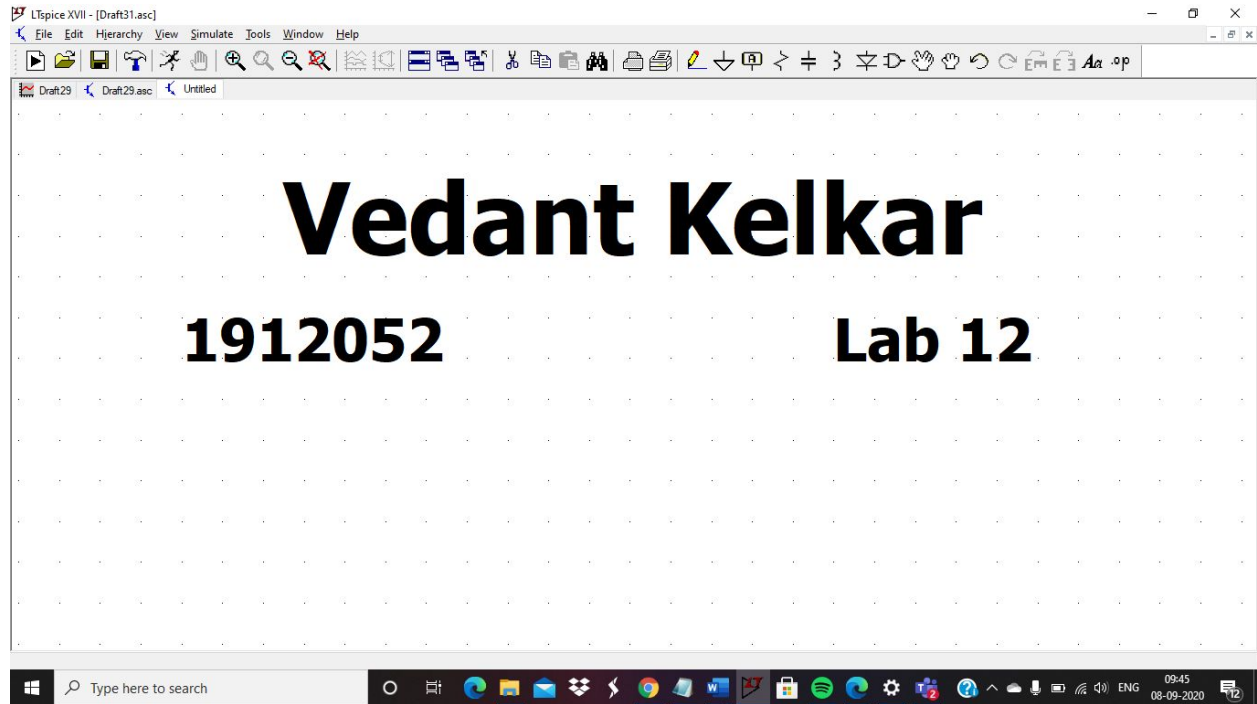 LTspice XVII - [Draft31.asc]
File Edit Hierarchy View Simulate Tools Window Help
Draft29 Draft29.asc Untitled
Vedant Kelkar
1912052 Lab 12
Type here to search
ENG
09:45
08-09-2020
12